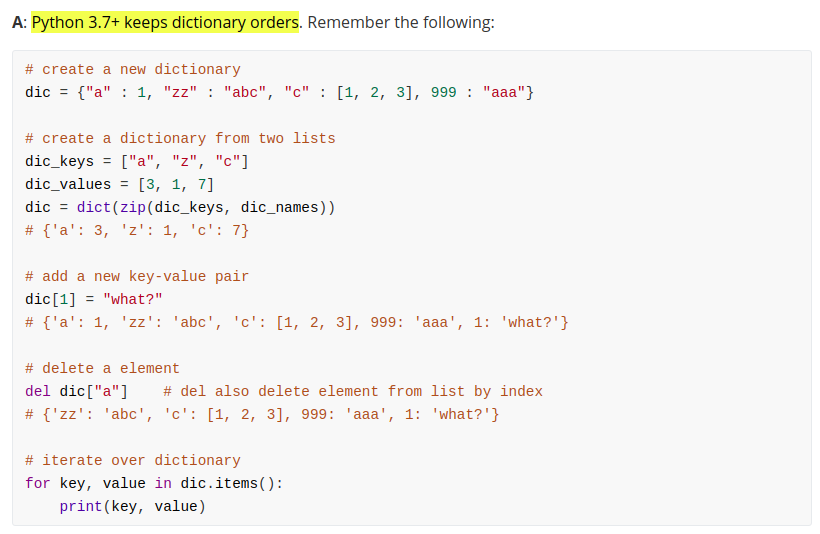 A: Python 3.7+ keeps dictionary orders. Remember the following:
# create a new dictionary
dic = {"a" : 1, "zz" : "abc", "c" : [1, 2, 3], 999 : "aaa"}
# create a dictionary from two lists
dic_keys = ["a", "z", "c"]
dic_values = [3, 1, 7]
dic = dict(zip(dic_keys, dic_names))
# {'a': 3, 'z': 1, 'c': 7}
# add a new key-value pair
dic[1] = "what?"
# {'a': 1, 'zz': 'abc', 'c': [1, 2, 3], 999: 'aaa', 1: 'what?'}
# delete a element
del dic["a"]    # del also delete element from list by index
# {'zz': 'abc', 'c': [1, 2, 3], 999: 'aaa', 1: 'what?'}
# iterate over dictionary
for key, value in dic.items():
    print(key, value)